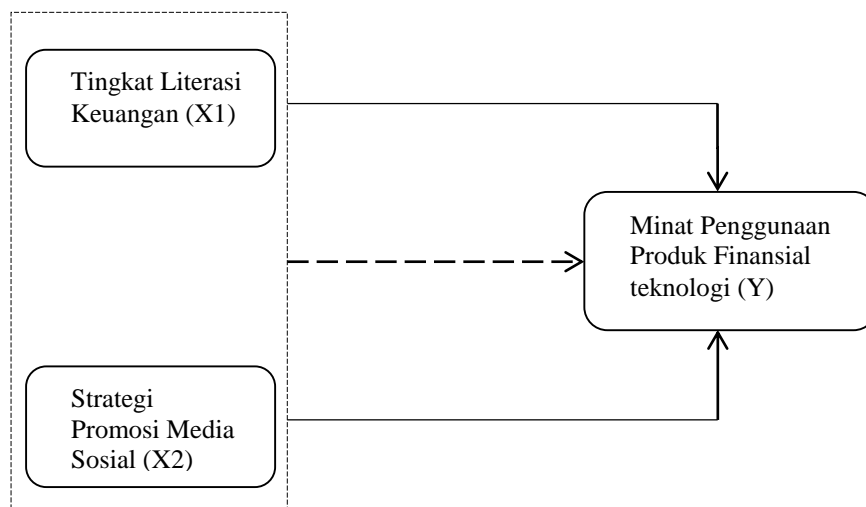 Tingkat Literasi
Keuangan (X1)
Minat Penggunaan
Produk Finansial
teknologi (Y)
Strategi
Promosi Media
Sosial (X2)